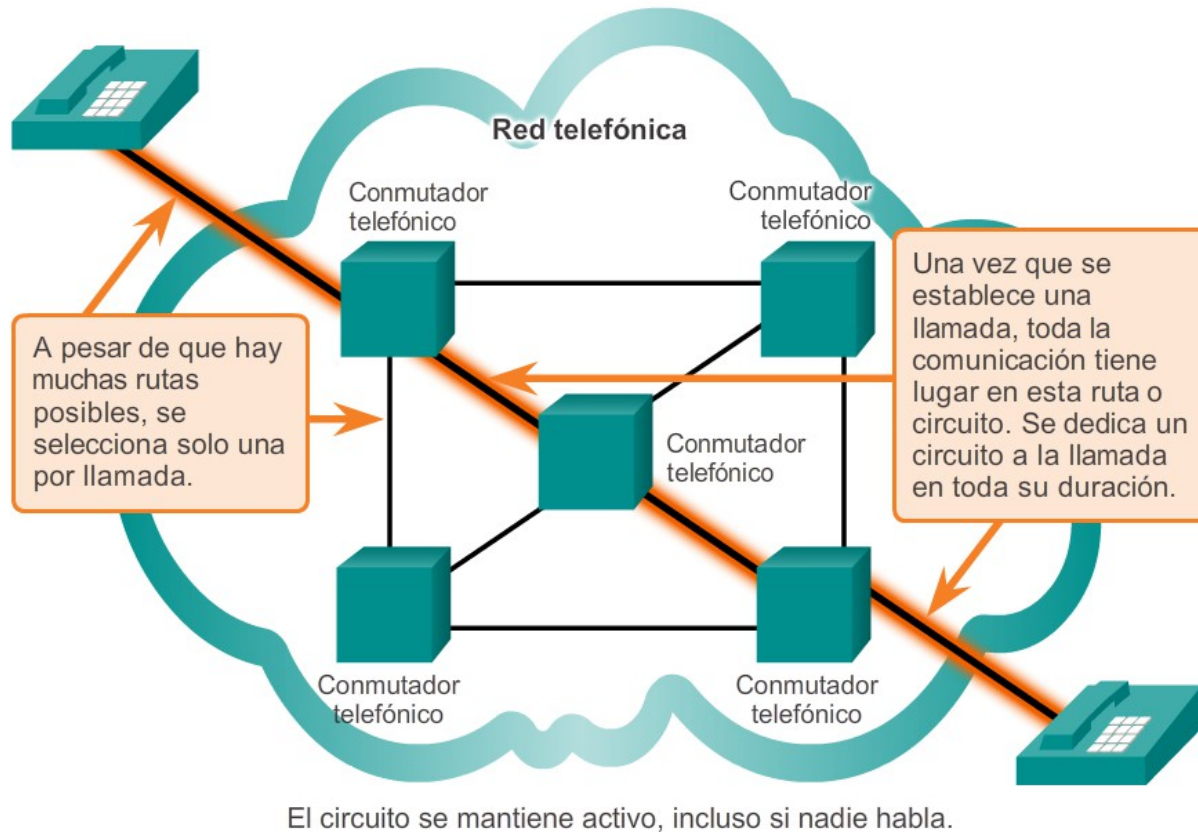 Red telefónica
Conmutador
telefónico
Conmutador
telefónico
A pesar de que hay
muchas rutas
posibles, se
selecciona solo una
por llamada.
Una vez que se
establece una
llamada, toda la
comunicación tiene
lugar en esta ruta o
circuito. Se dedica un
circuito a la llamada
en toda su duración.
Conmutador
telefónico
Conmutador
telefónico
Conmutador
telefónico
El circuito se mantiene activo, incluso si nadie habla.